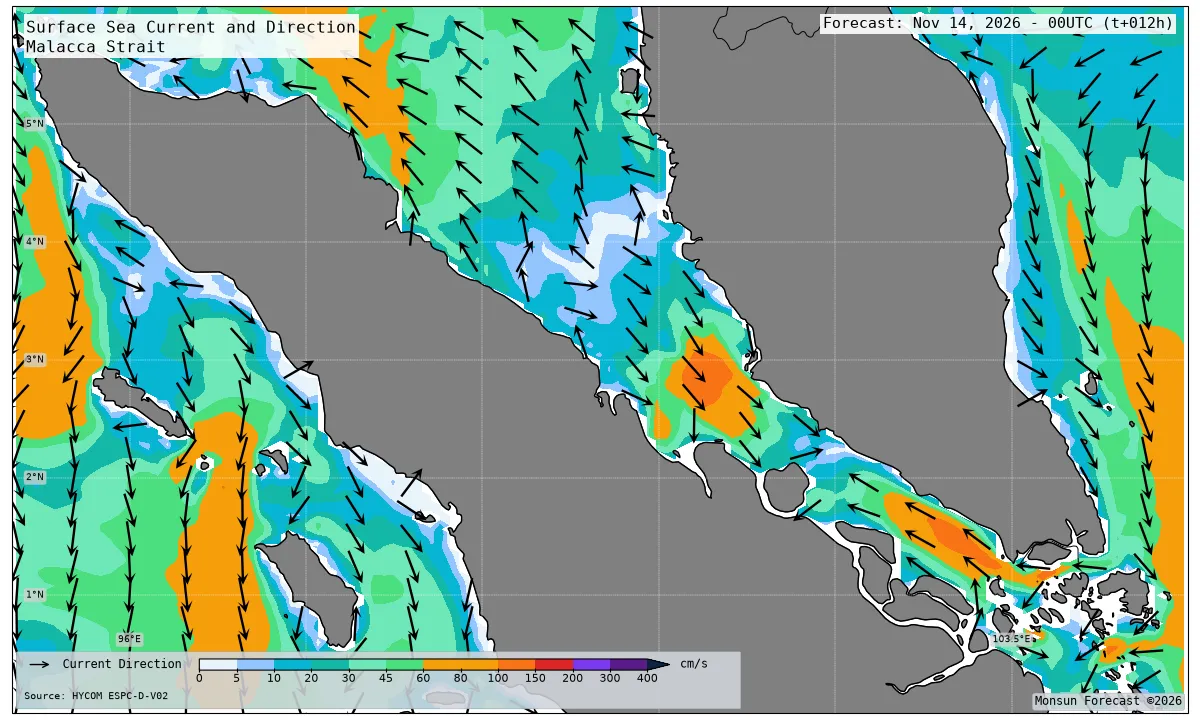 Surface Sea Current and Direction
Malacca Strait
Forecast: Nov 14, 2026 - 00UTC (t+012h)
5°N
4°N
3°N
2°N
1°N
96°E
103.5°E
Current Direction
0 5 10 20 30 45 60 80 100 150 200 300 400
cm/s
Source: HYCOM ESPC-D-V02
Monsun Forecast ©2026